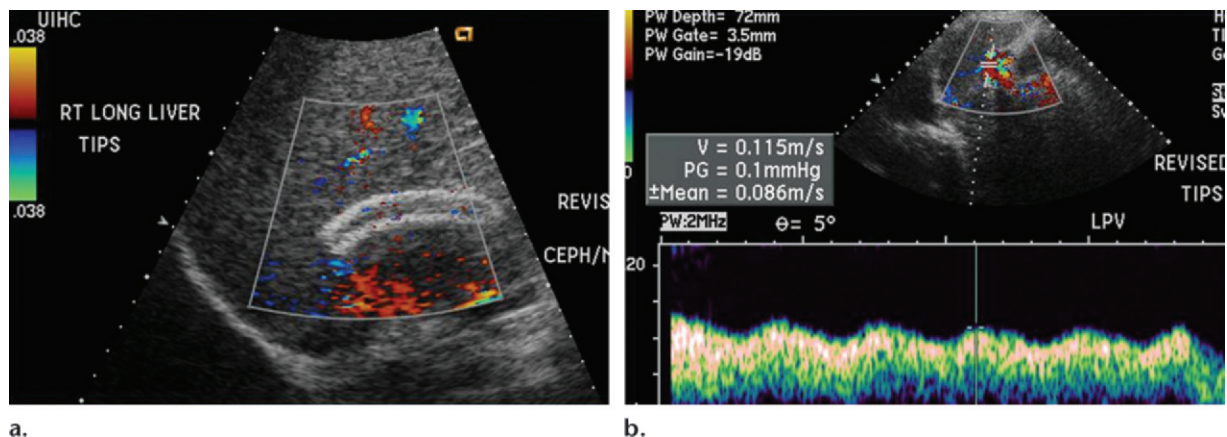 UIHC
.038
RT LONG LIVER
TIPS
.038
REVIS
CEPH/
a.
PW Depth= 72mm
PW Gate= 3.5mm
PW Gain=-19dB
V = 0.115m/s
PG = 0.1mmHg
±Mean = 0.086m/s
REVISED
TIPS
PW:2MHz
θ= 5°
LPV
20
b.